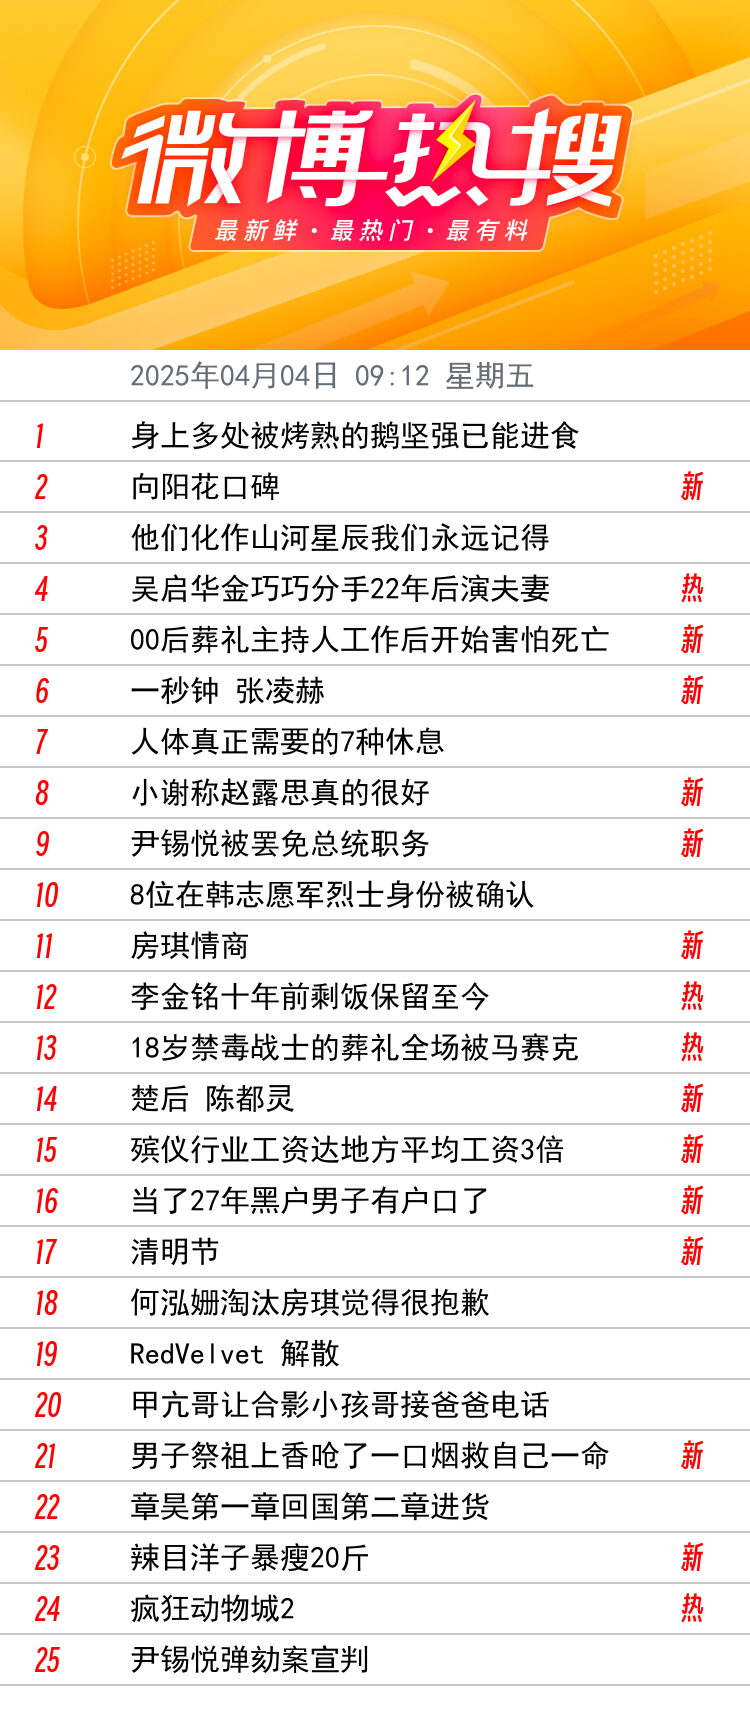 微博热搜
最新鲜·最热门·最有料
2025年04月04日 09:12 星期五
1 身上多处被烤熟的鹅坚强已能进食
2 向阳花口碑 新
3 他们化作山河星辰我们永远记得
4 吴启华金巧巧分手22年后演夫妻 热
5 00后葬礼主持人工作后开始害怕死亡 新
6 一秒钟 张凌赫 新
7 人体真正需要的7种休息
8 小谢称赵露思真的很好 新
9 尹锡悦被罢免总统职务 新
10 8位在韩志愿军烈士身份被确认
11 房琪情商 新
12 李金铭十年前剩饭保留至今 热
13 18岁禁毒战士的葬礼全场被马赛克 热
14 楚后 陈都灵 新
15 殡仪行业工资达地方平均工资3倍 新
16 当了27年黑户男子有户口了 新
17 清明节 新
18 何泓姗淘汰房琪觉得很抱歉
19 RedVelvet 解散
20 甲亢哥让合影小孩哥接爸爸电话
21 男子祭祖上香呛了一口烟救自己一命 新
22 章昊第一章回国第二章进货
23 辣目洋子暴瘦20斤 新
24 疯狂动物城2 热
25 尹锡悦弹劾案宣判